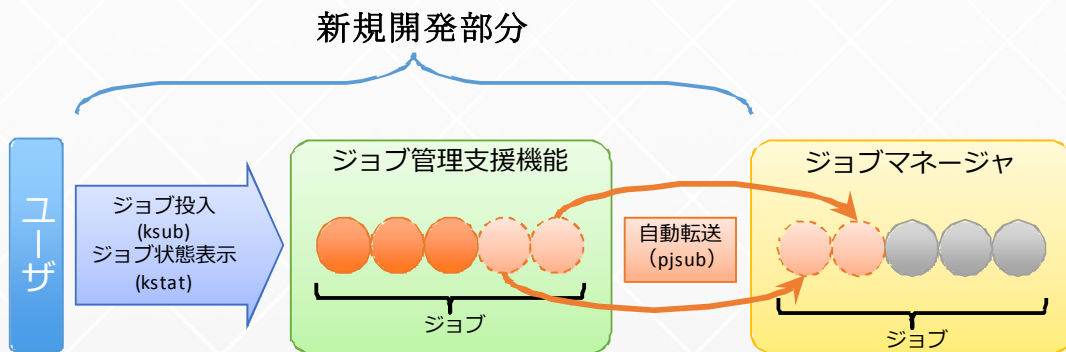 新規開発部分
ユーザ
ジョブ投入
(ksub)
ジョブ状態表示
(kstat)
ジョブ管理支援機能
ジョブ
自動転送
（pjsub）
ジョブマネージャ
ジョブ